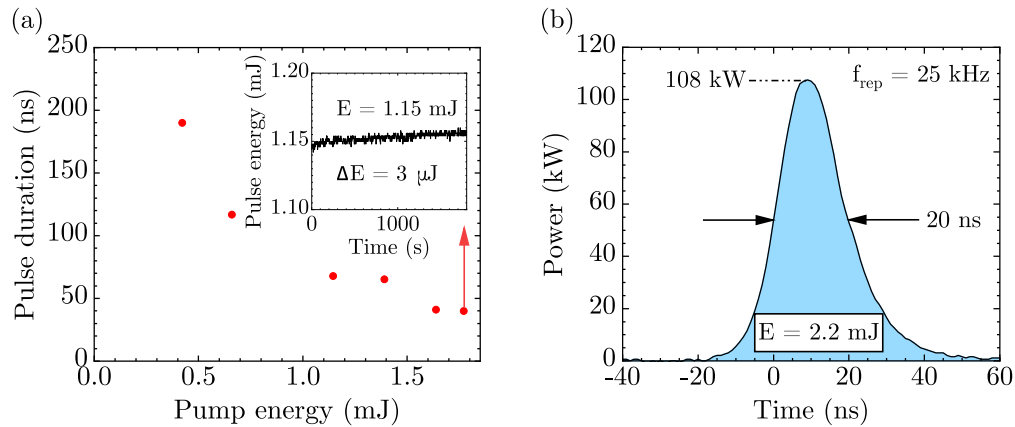 (a)
250
200
150
100
50
0
Pulse duration (ns)
0.0 0.5 1.0 1.5
Pump energy (mJ)
1.20
1.15
1.10
Pulse energy (mJ)
E = 1.15 mJ
ΔE = 3 μJ
0 1000
Time (s)
(b)
120
100
80
60
40
20
0
Power (kW)
108 kW
f_rep = 25 kHz
20 ns
E = 2.2 mJ
-40 -20 0 20 40 60
Time (ns)